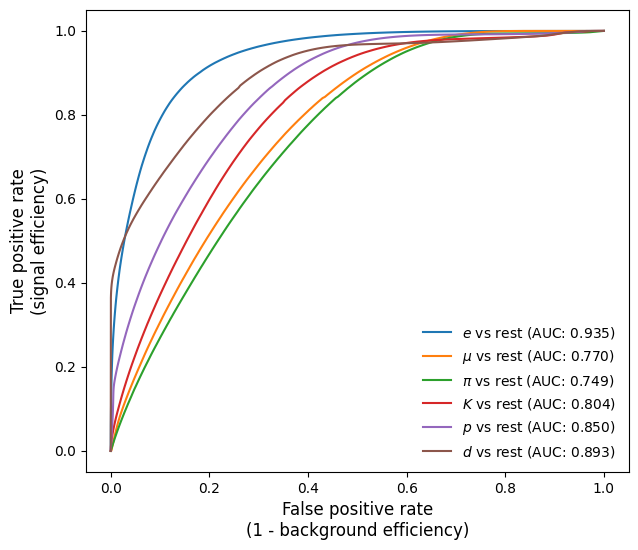 1.0
0.8
0.6
0.4
0.2
0.0
True positive rate
(signal efficiency)
e vs rest (AUC: 0.935)
μ vs rest (AUC: 0.770)
π vs rest (AUC: 0.749)
K vs rest (AUC: 0.804)
p vs rest (AUC: 0.850)
d vs rest (AUC: 0.893)
0.0 0.2 0.4 0.6 0.8 1.0
False positive rate
(1 - background efficiency)